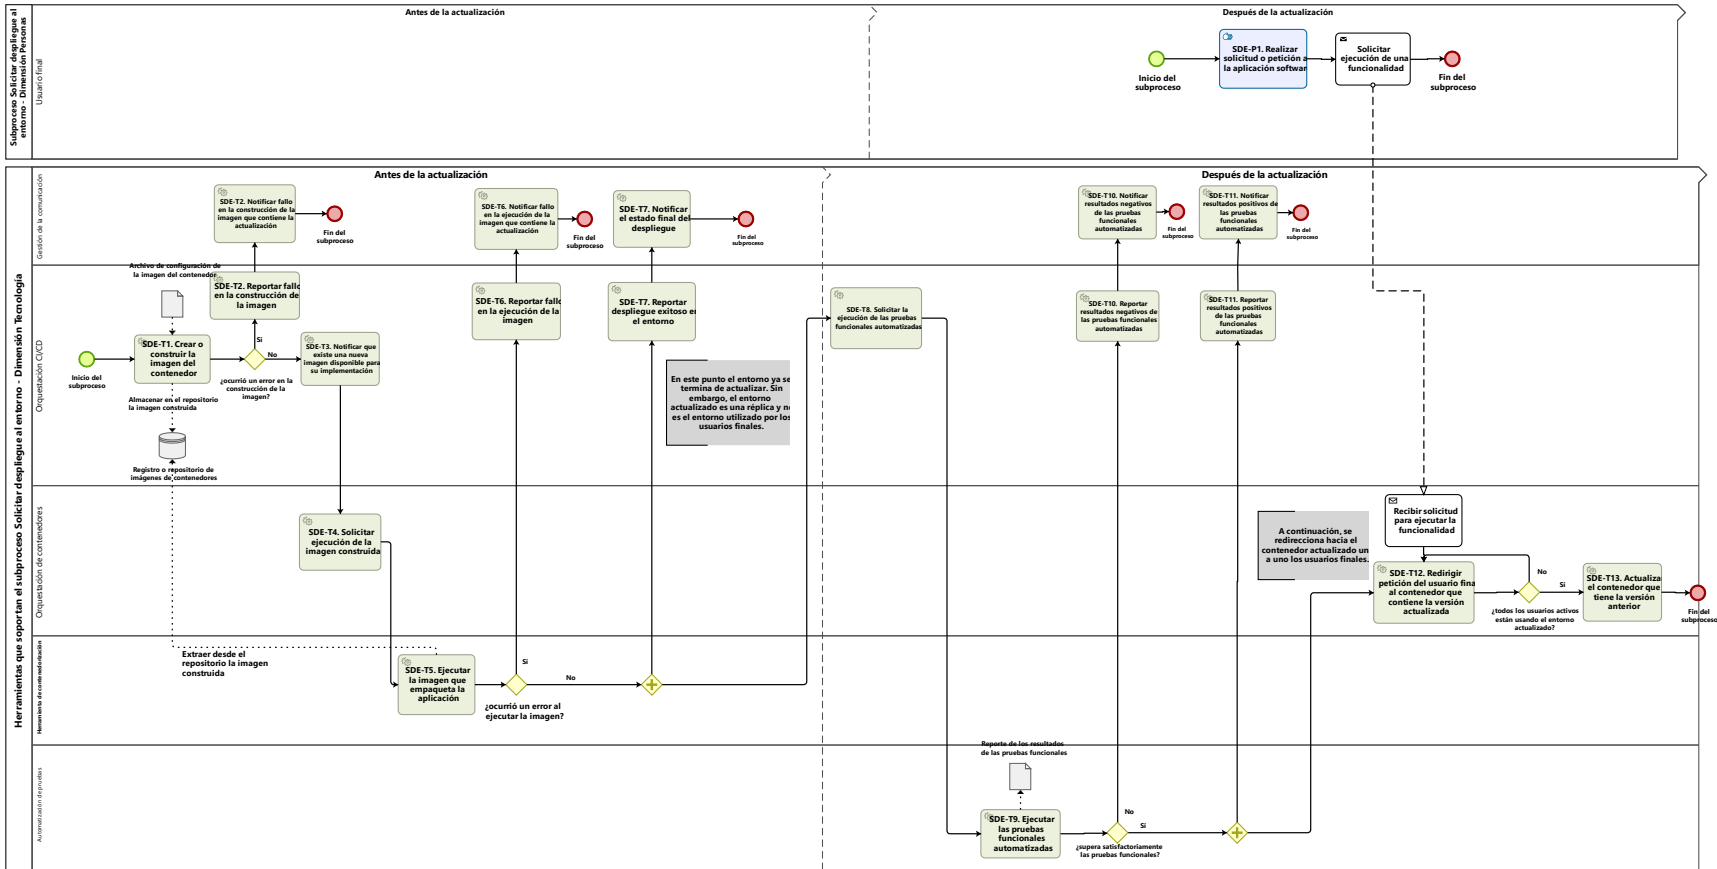 Subproceso Solicitar despliegue al
entorno - Dimensión Personas
Usuario final
Antes de la actualización
Después de la actualización
Inicio del
subproceso
SDE-P1. Realizar
solicitud o petición a
la aplicación softwar
Solicitar
ejecución de una
funcionalidad
Fin del
subproceso
Herramientas que soportan el subproceso Solicitar despliegue al entorno - Dimensión Tecnología
Antes de la actualización
Después de la actualización
Gestión de la comunicación
SDE-T2. Notificar fallo
en la construcción de la
imagen que contiene la
actualización
Fin del
subproceso
SDE-T6. Notificar fallo
en la ejecución de la
imagen que contiene la
actualización
Fin del
subproceso
SDE-T7. Notificar
el estado final del
despliegue
Fin del
subproceso
SDE-T10. Notificar
resultados negativos
de las pruebas
funcionales
automatizadas
Fin del
subproceso
SDE-T11. Notificar
resultados positivos de
las pruebas
funcionales
automatizadas
Fin del
subproceso
Orquestación CI/CD
Archivo de configuración de
la imagen del contenedor
SDE-T2. Reportar fallo
en la construcción de
la imagen
Inicio del
subproceso
SDE-T1. Crear o
construir la
imagen del
contenedor
Si
No
¿ocurrió un error en la
construcción de la
imagen?
SDE-T3. Notificar que
existe una nueva
imagen disponible para
su implementación
Almacenar en el repositorio
la imagen construida
Registro o repositorio de
imágenes de contenedores
SDE-T6. Reportar fallo
en la ejecución de la
imagen
SDE-T7. Reportar
despliegue exitoso en
el entorno
En este punto el entorno ya se
termina de actualizar. Sin
embargo, el entorno
actualizado es una réplica y no
es el entorno utilizado por los
usuarios finales.
SDE-T8. Solicitar la
ejecución de las pruebas
funcionales automatizadas
SDE-T10. Reportar
resultados negativos de
las pruebas funcionales
automatizadas
SDE-T11. Reportar
resultados positivos
de las pruebas
funcionales
automatizadas
Orquestación de contenedores
SDE-T4. Solicitar
ejecución de la
imagen construida
A continuación, se
redirecciona hacia el
contenedor actualizado un
a uno los usuarios finales.
Recibir solicitud
para ejecutar la
funcionalidad
SDE-T12. Redirigir
petición del usuario fina
al contenedor que
contiene la versión
actualizada
No
Si
¿todos los usuarios activos
están usando el entorno
actualizado?
SDE-T13. Actualiza
el contenedor que
tiene la versión
anterior
Fin del
subproceso
Herramienta de contenedorización
Extraer desde el
repositorio la imagen
construida
SDE-T5. Ejecutar
la imagen que
empaqueta la
aplicación
Si
No
¿ocurrió un error al
ejecutar la imagen?
Automatización de pruebas
Reporte de los resultados
de las pruebas funcionales
SDE-T9. Ejecutar
las pruebas
funcionales
automatizadas
No
Si
¿supera satisfactoriamente
las pruebas funcionales?